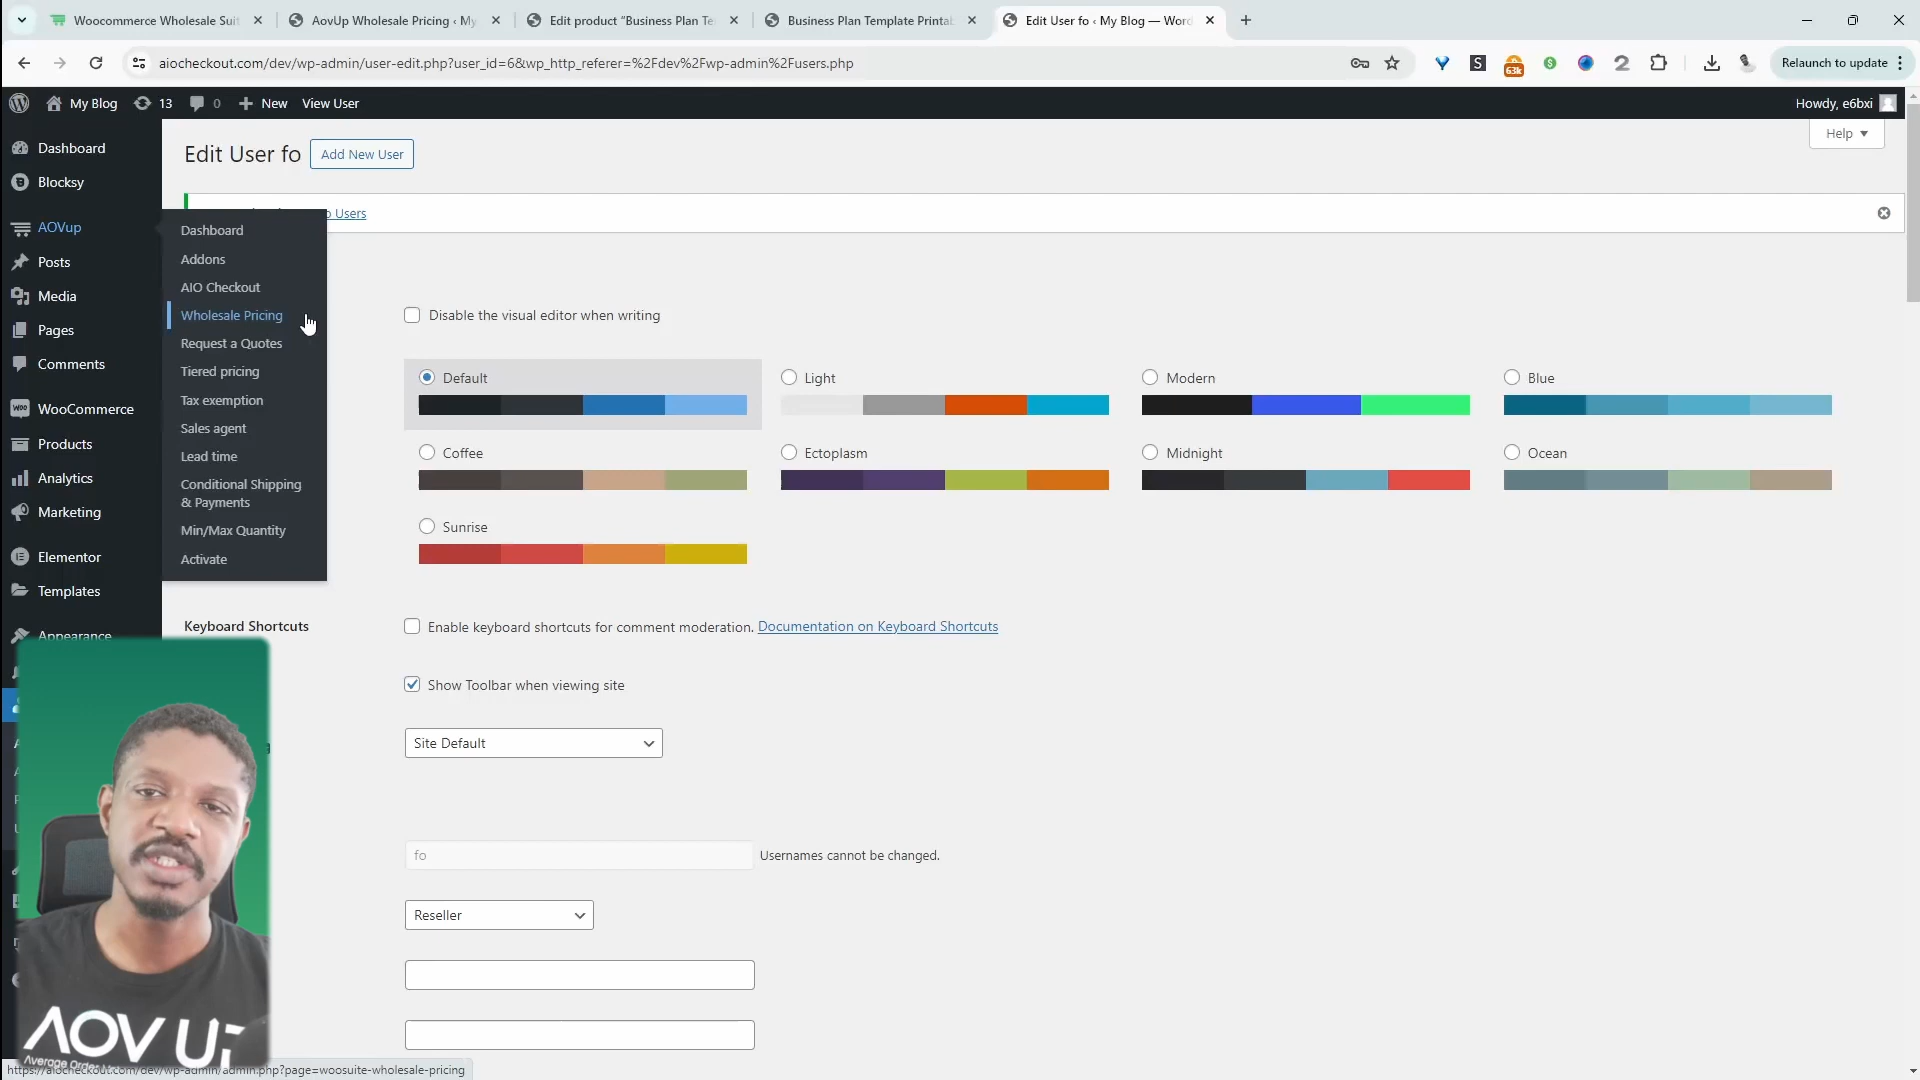 Woocommerce Wholesale Suit
AovUp Wholesale Pricing ‹ My
Edit product “Business Plan Te
Business Plan Template Printab
Edit User fo ‹ My Blog — Word
aiocheckout.com/dev/wp-admin/user-edit.php?user_id=6&wp_http_referer=%2Fdev%2Fwp-admin%2Fusers.php
63k
Relaunch to update
My Blog
13
0
New
View User
Howdy, e6bxi
Help
Dashboard
Blocksy
AOVup
Posts
Media
Pages
Comments
WooCommerce
Products
Analytics
Marketing
Elementor
Templates
Appearance
Dashboard
Addons
AIO Checkout
Wholesale Pricing
Request a Quotes
Tiered pricing
Tax exemption
Sales agent
Lead time
Conditional Shipping
& Payments
Min/Max Quantity
Activate
Edit User fo
Add New User
Users
Disable the visual editor when writing
Default
Light
Modern
Blue
Coffee
Ectoplasm
Midnight
Ocean
Sunrise
Keyboard Shortcuts
Enable keyboard shortcuts for comment moderation. Documentation on Keyboard Shortcuts
Show Toolbar when viewing site
Site Default
fo
Usernames cannot be changed.
Reseller
AOV UP
Average Order
https://aiocheckout.com/dev/wp-admin/admin.php?page=woosuite-wholesale-pricing